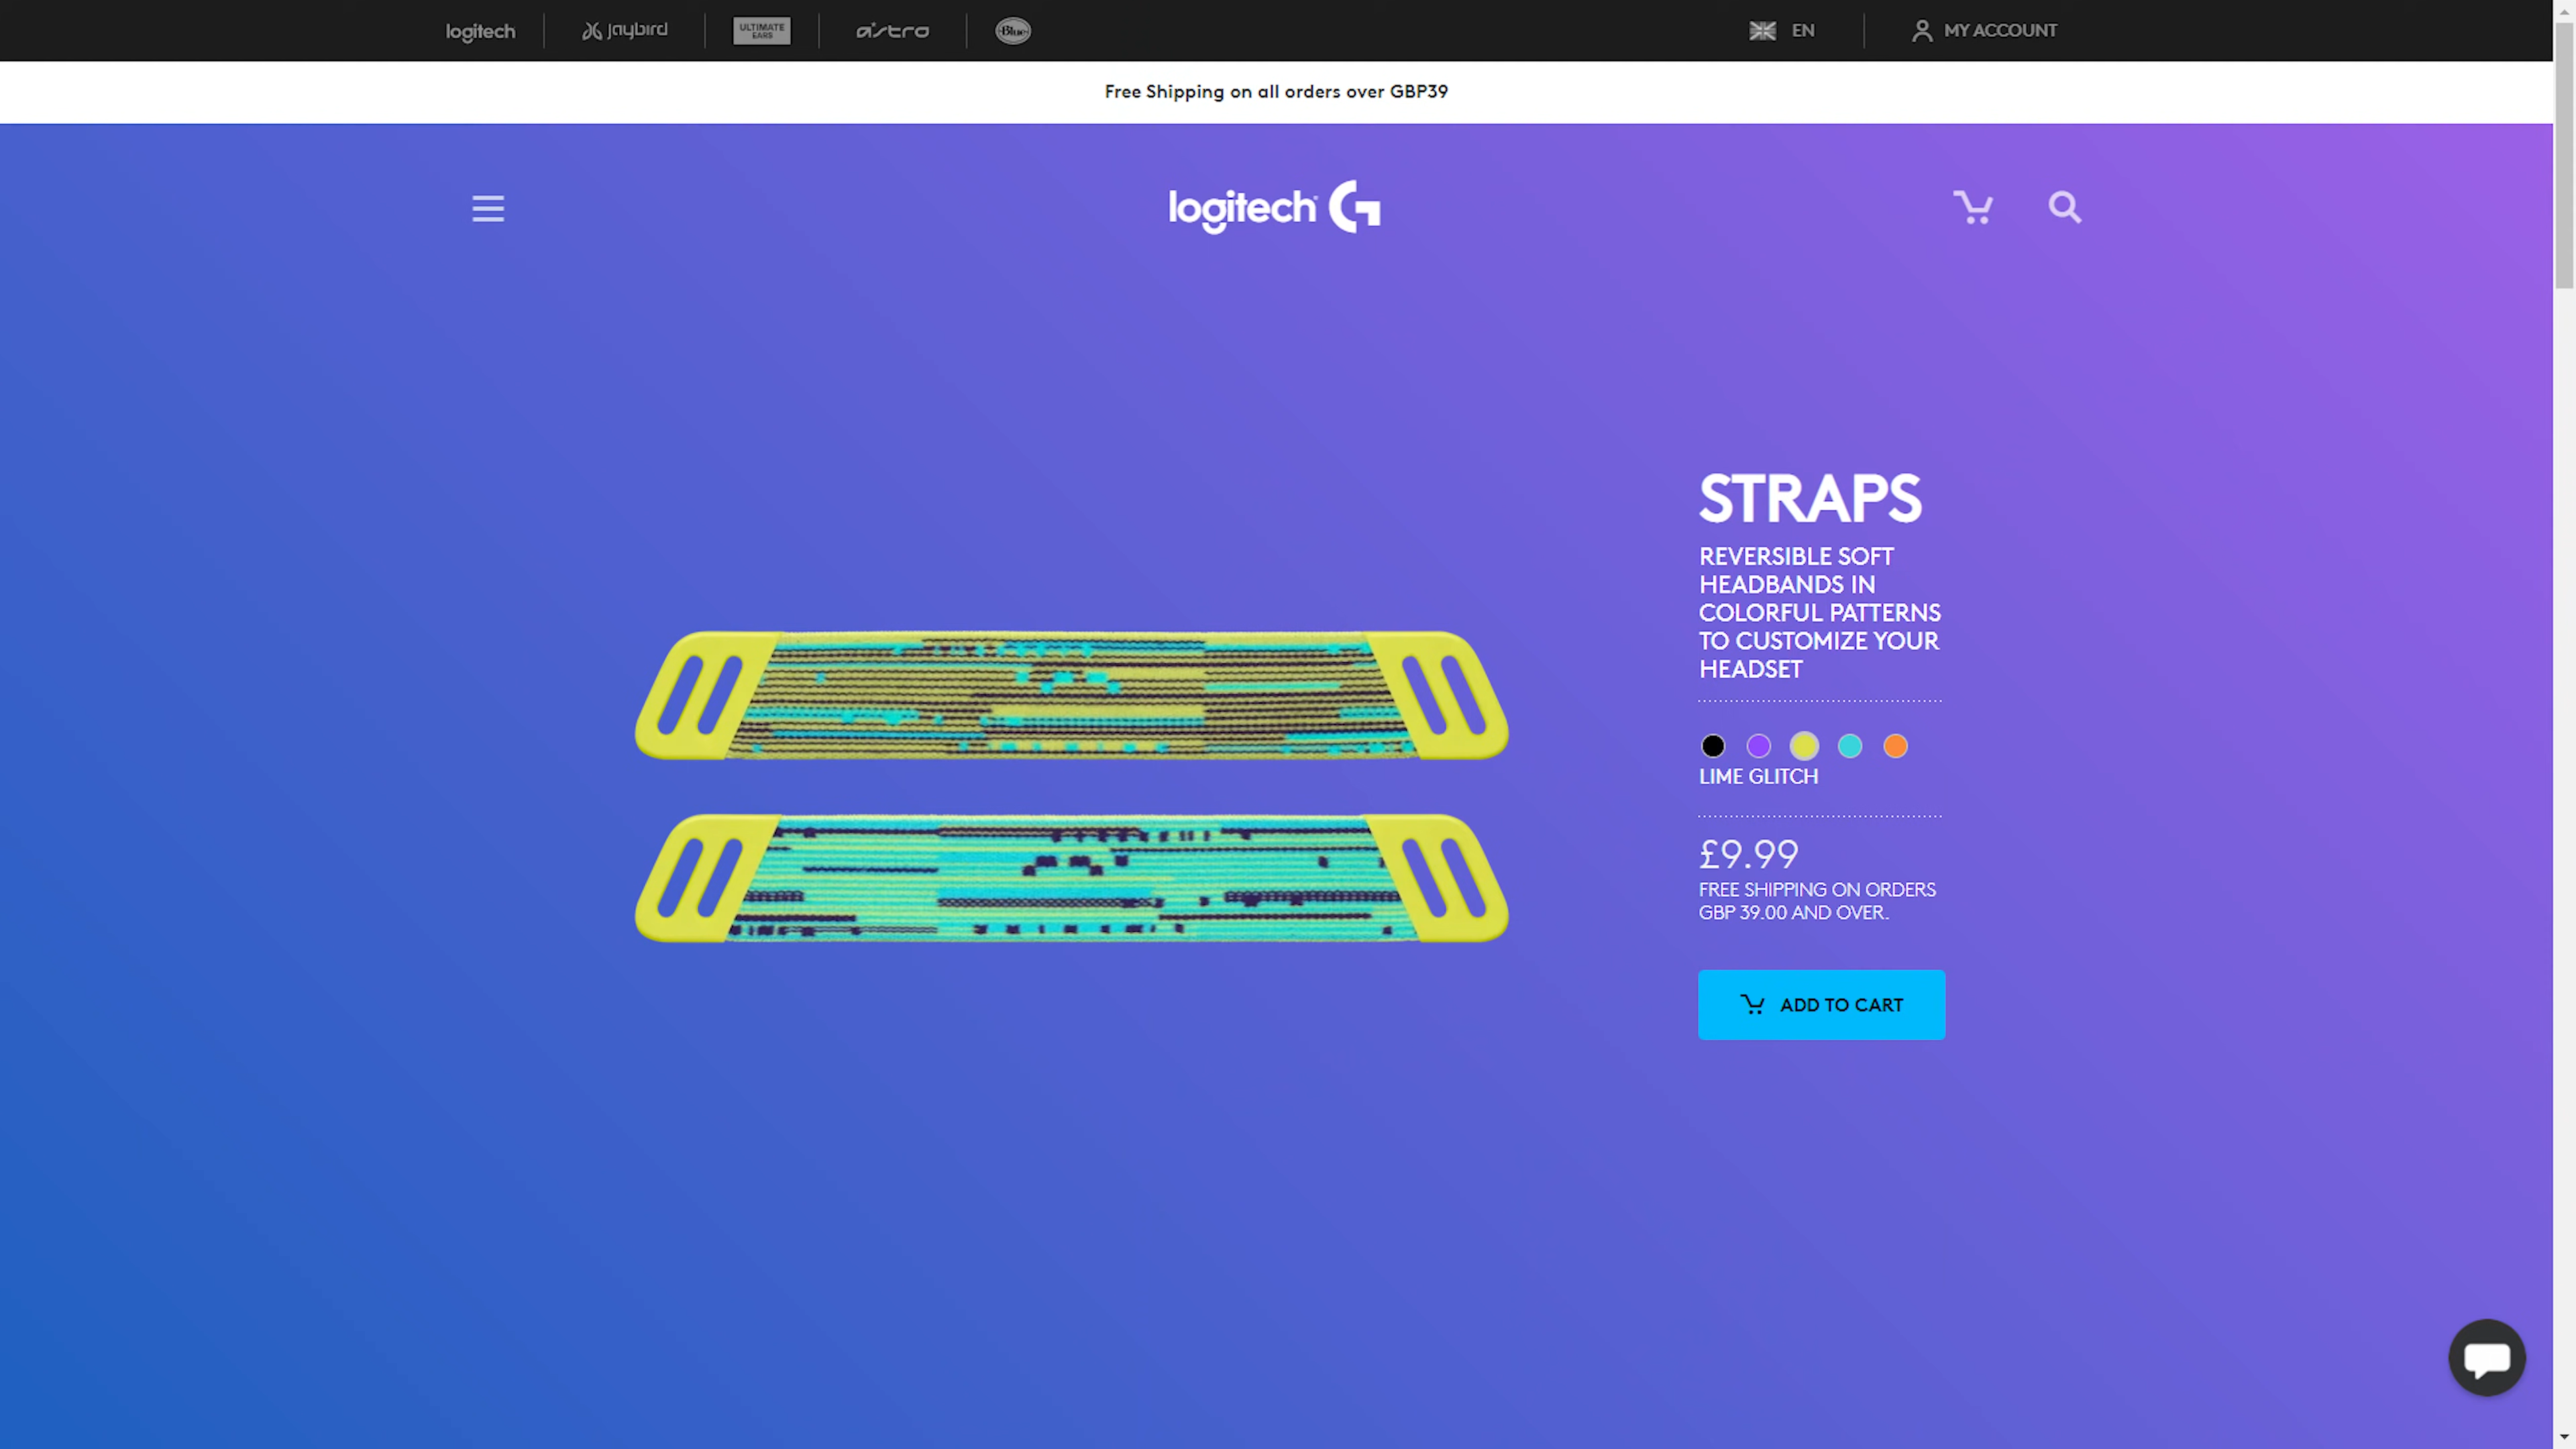 logitech
Jaybird
ULTIMATE
EARS
ASTRO
Blue
EN
MY ACCOUNT
Free Shipping on all orders over GBP39
logitech G
STRAPS
REVERSIBLE SOFT
HEADBANDS IN
COLORFUL PATTERNS
TO CUSTOMIZE YOUR
HEADSET
LIME GLITCH
£9.99
FREE SHIPPING ON ORDERS
GBP 39.00 AND OVER.
ADD TO CART